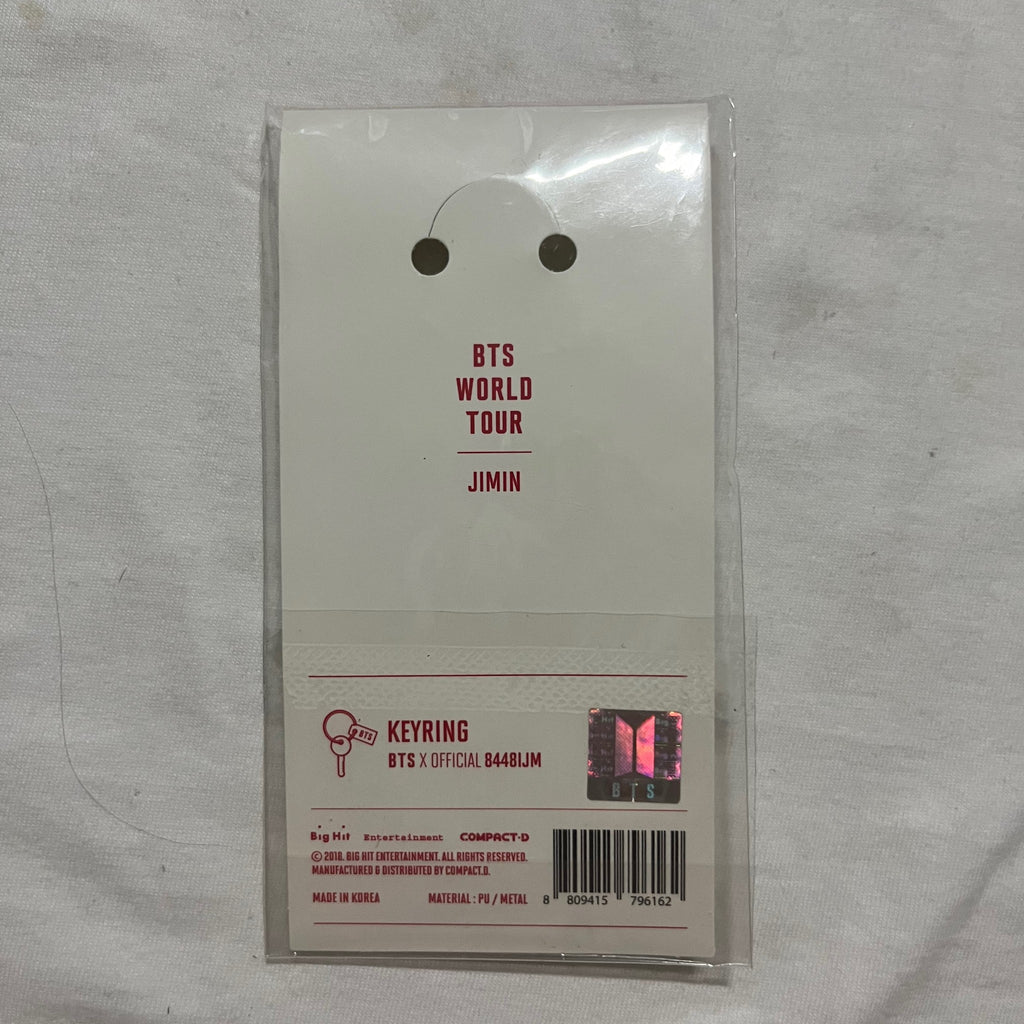 BTS
WORLD
TOUR
JIMIN
BTS
KEYRING
BTS X OFFICIAL 8448IJM
BTS
Big Hit Entertainment COMPACT-D
© 2018. BIG HIT ENTERTAINMENT. ALL RIGHTS RESERVED.
MANUFACTURED & DISTRIBUTED BY COMPACT.D.
MADE IN KOREA MATERIAL : PU / METAL
8 809415 796162